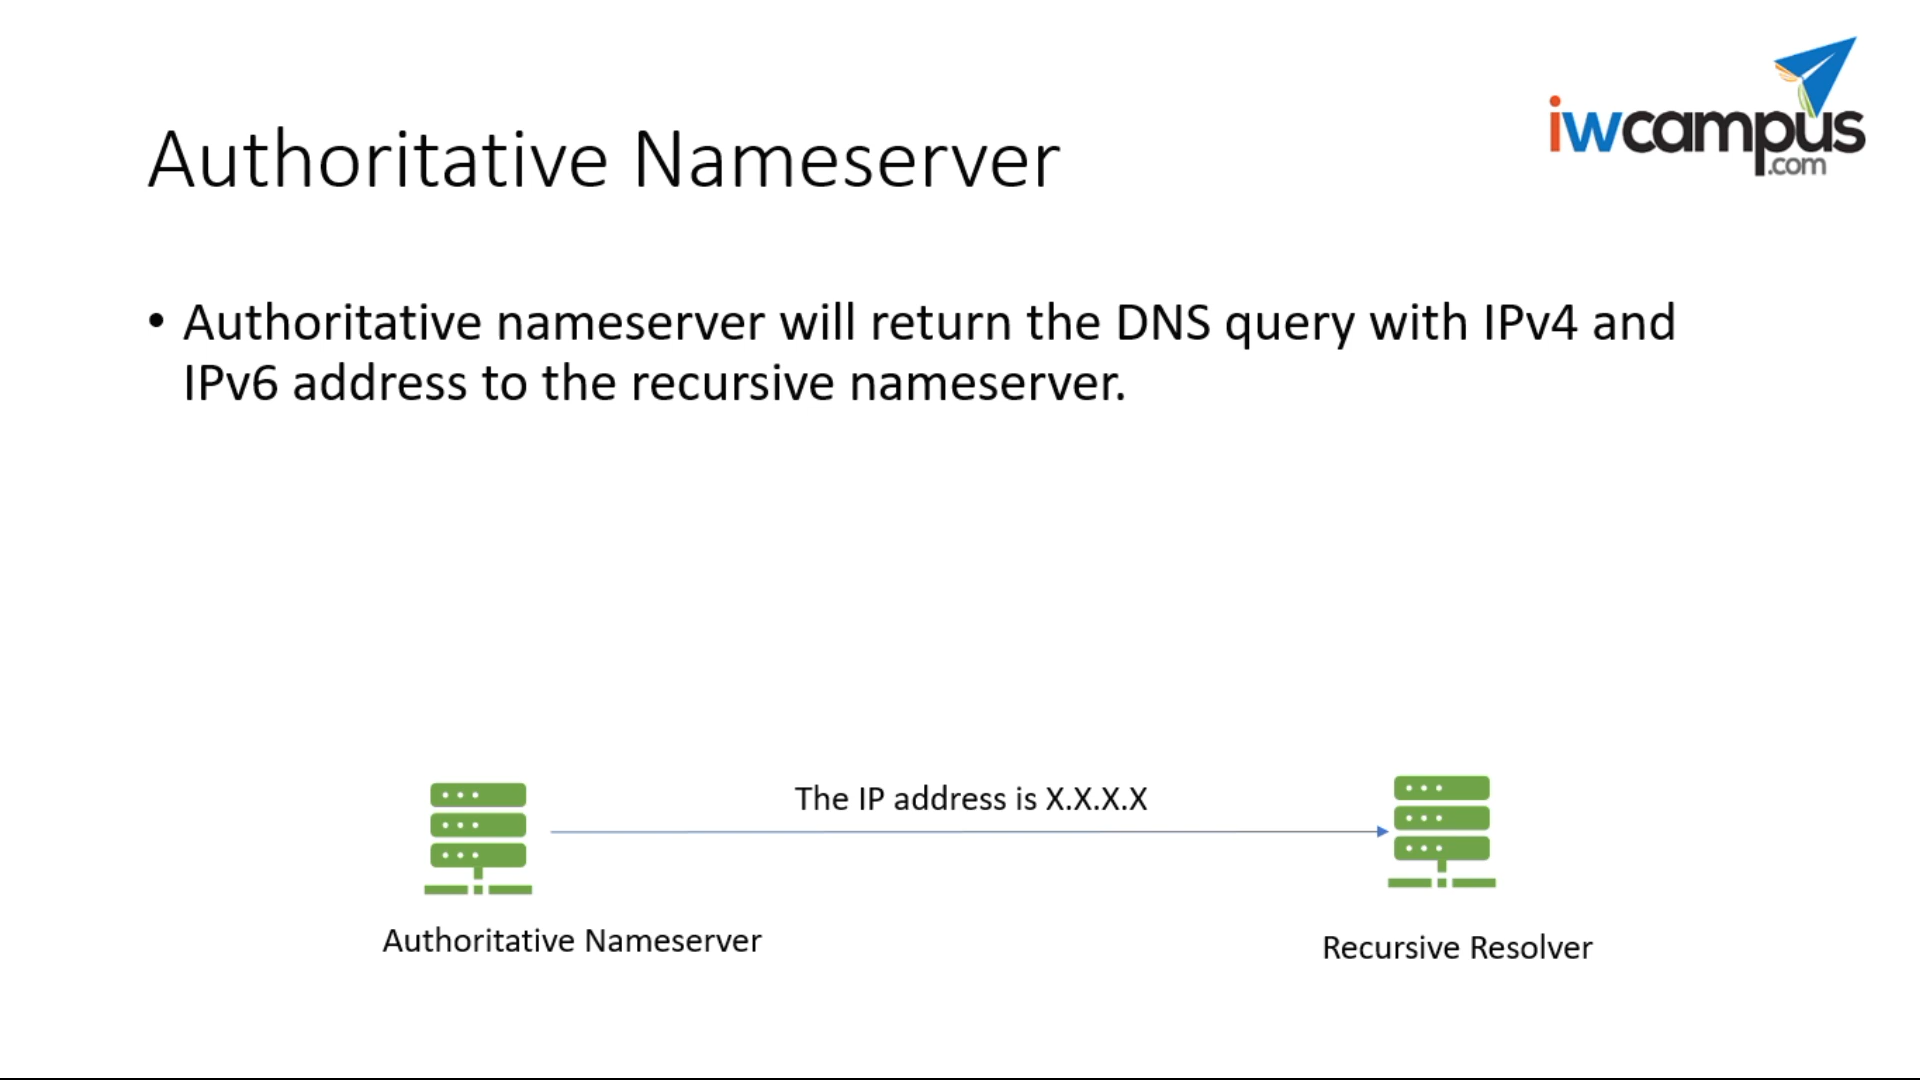 iwcampus
.com
Authoritative Nameserver
• Authoritative nameserver will return the DNS query with IPv4 and
IPv6 address to the recursive nameserver.
The IP address is X.X.X.X
Authoritative Nameserver
Recursive Resolver